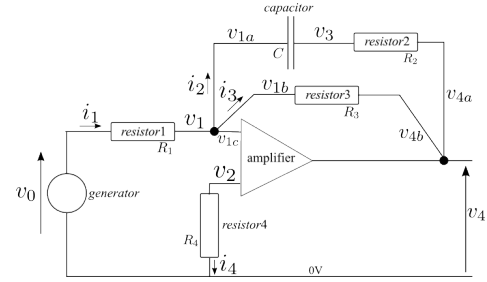 capacitor
v1a
C
v3
resistor2
R2
i2
i3
v1b
resistor3
R3
v4a
i1
v1
v1c
resistor1
R1
amplifier
v4b
v2
v0
generator
R4
resistor4
v4
i4
0V